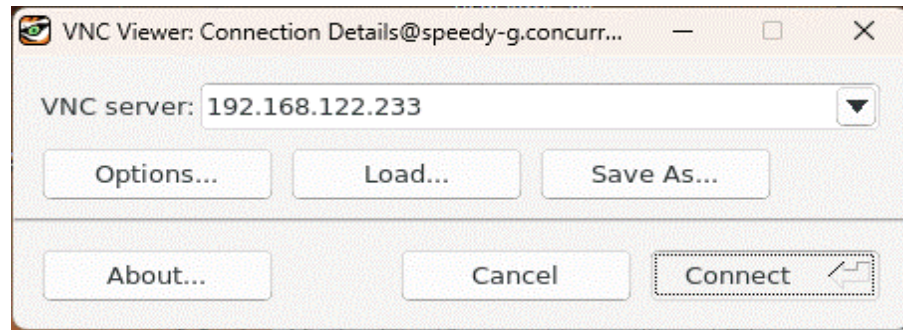 VNC Viewer: Connection Details@speedy-g.concurr...
VNC server: 192.168.122.233
Options... Load... Save As...
About... Cancel Connect